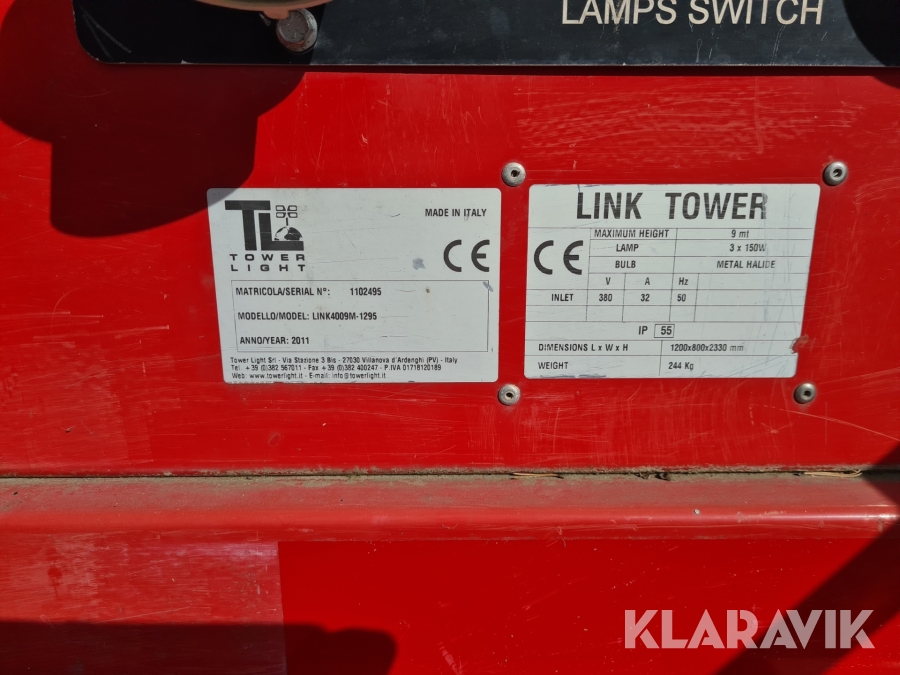 LAMPS SWITCH
TL
TOWER
LIGHT
MADE IN ITALY
CE
MATRICOLA/SERIAL N°: 1102495
MODELLO/MODEL: LINK4009M-1295
ANNO/YEAR: 2011
Tower Light Srl - Via Stazione 3 Bis - 27030 Villanova d'Ardenghi (PV) - Italy
Tel. + 39 (0)382 567011 - Fax + 39 (0)382 400247 - P.IVA 01718120189
Web: www.towerlight.it - E-mail: info@towerlight.it
LINK TOWER
CE
MAXIMUM HEIGHT 9 mt
LAMP 3 x 150W
BULB METAL HALIDE
V A Hz
INLET 380 32 50
IP 55
DIMENSIONS L x W x H 1200x800x2330 mm
WEIGHT 244 Kg
KLARAVIK